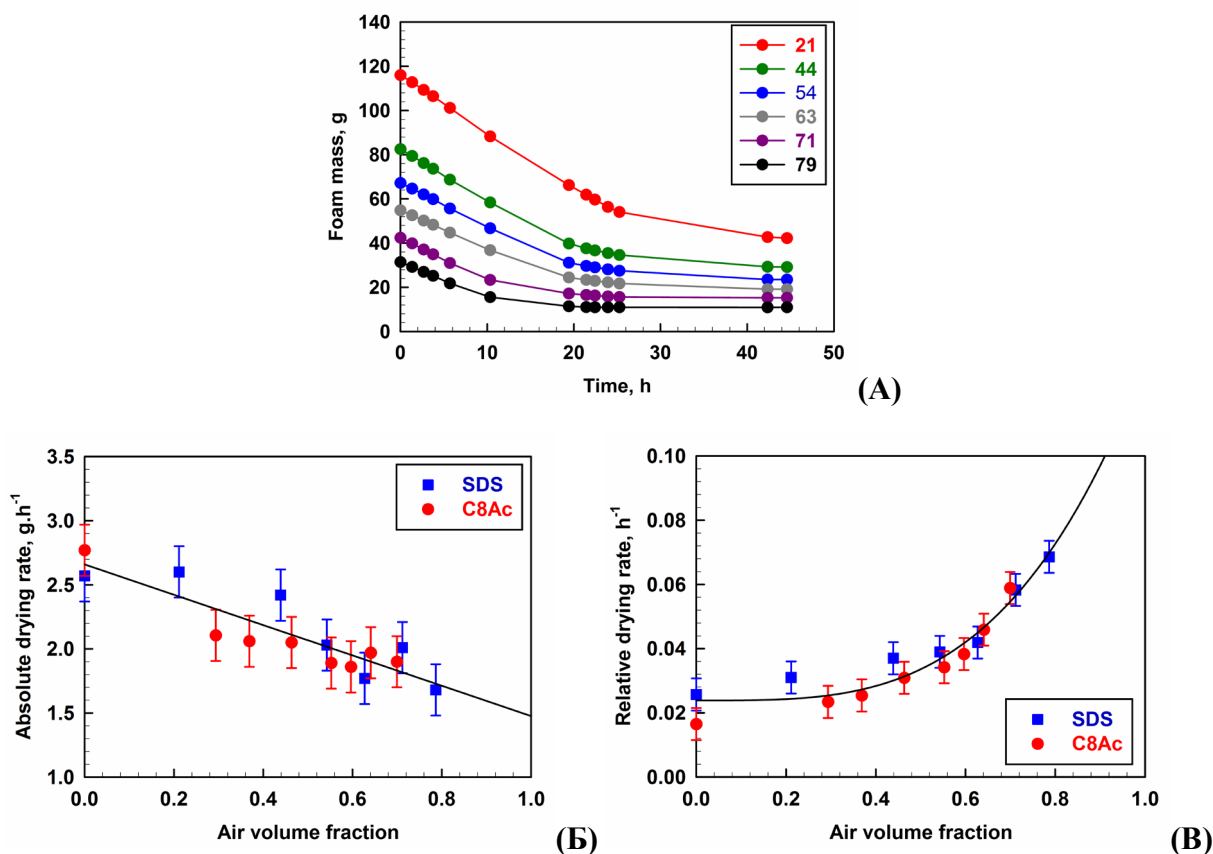 140
120
100
80
60
40
20
0
Foam mass, g
0 10 20 30 40 50
Time, h
21
44
54
63
71
79
(А)
3.5
3.0
2.5
2.0
1.5
1.0
Absolute drying rate, g.h-1
0.0 0.2 0.4 0.6 0.8 1.0
Air volume fraction
SDS
C8Ac
(Б)
0.10
0.08
0.06
0.04
0.02
0.00
Relative drying rate, h-1
0.0 0.2 0.4 0.6 0.8 1.0
Air volume fraction
SDS
C8Ac
(В)